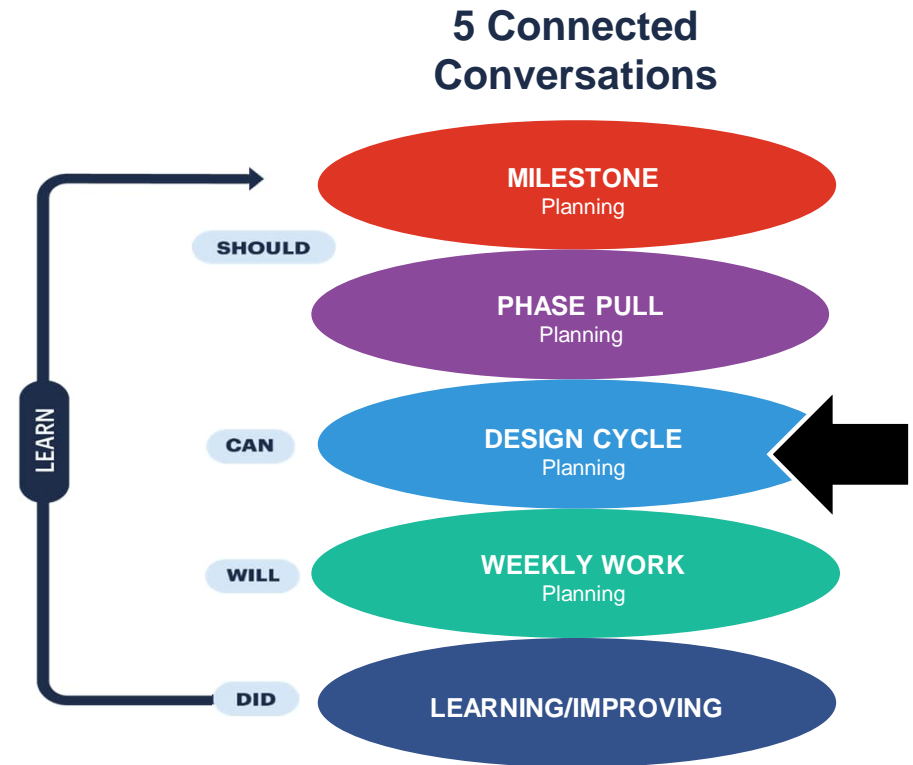 5 Connected
Conversations
MILESTONE
Planning
SHOULD
PHASE PULL
Planning
LEARN
CAN
DESIGN CYCLE
Planning
WILL
WEEKLY WORK
Planning
DID
LEARNING/IMPROVING